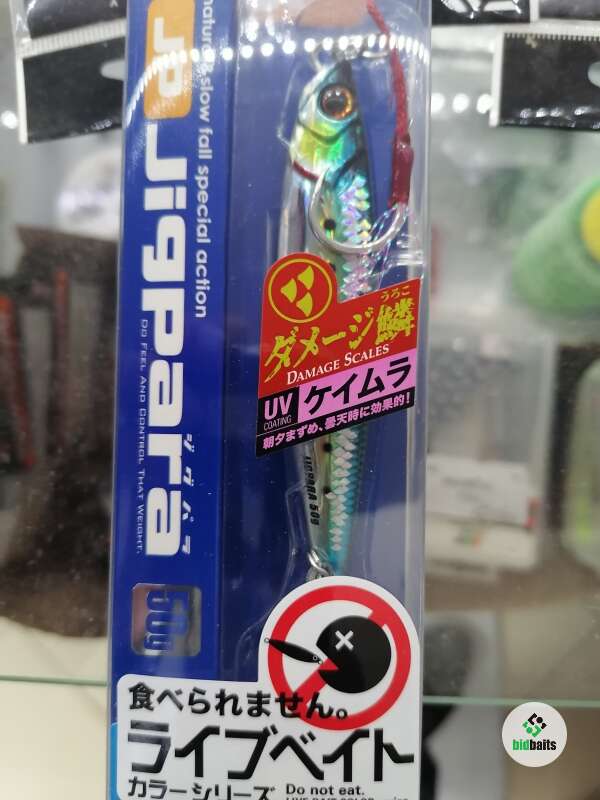 natural & slow fall special action
JP Jigpara
DO FEEL AND CONTROL THAT WEIGHT.
ジグパラ
50g
うろこ
ダメージ鱗
DAMAGE SCALES
UV
COATING
ケイムラ
朝夕まずめ、曇天時に効果的!
JIGPARA 50g
食べられません。
ライブベイト
カラーシリーズ
Do not eat.
LIVE BAIT COLOR
bidbaits